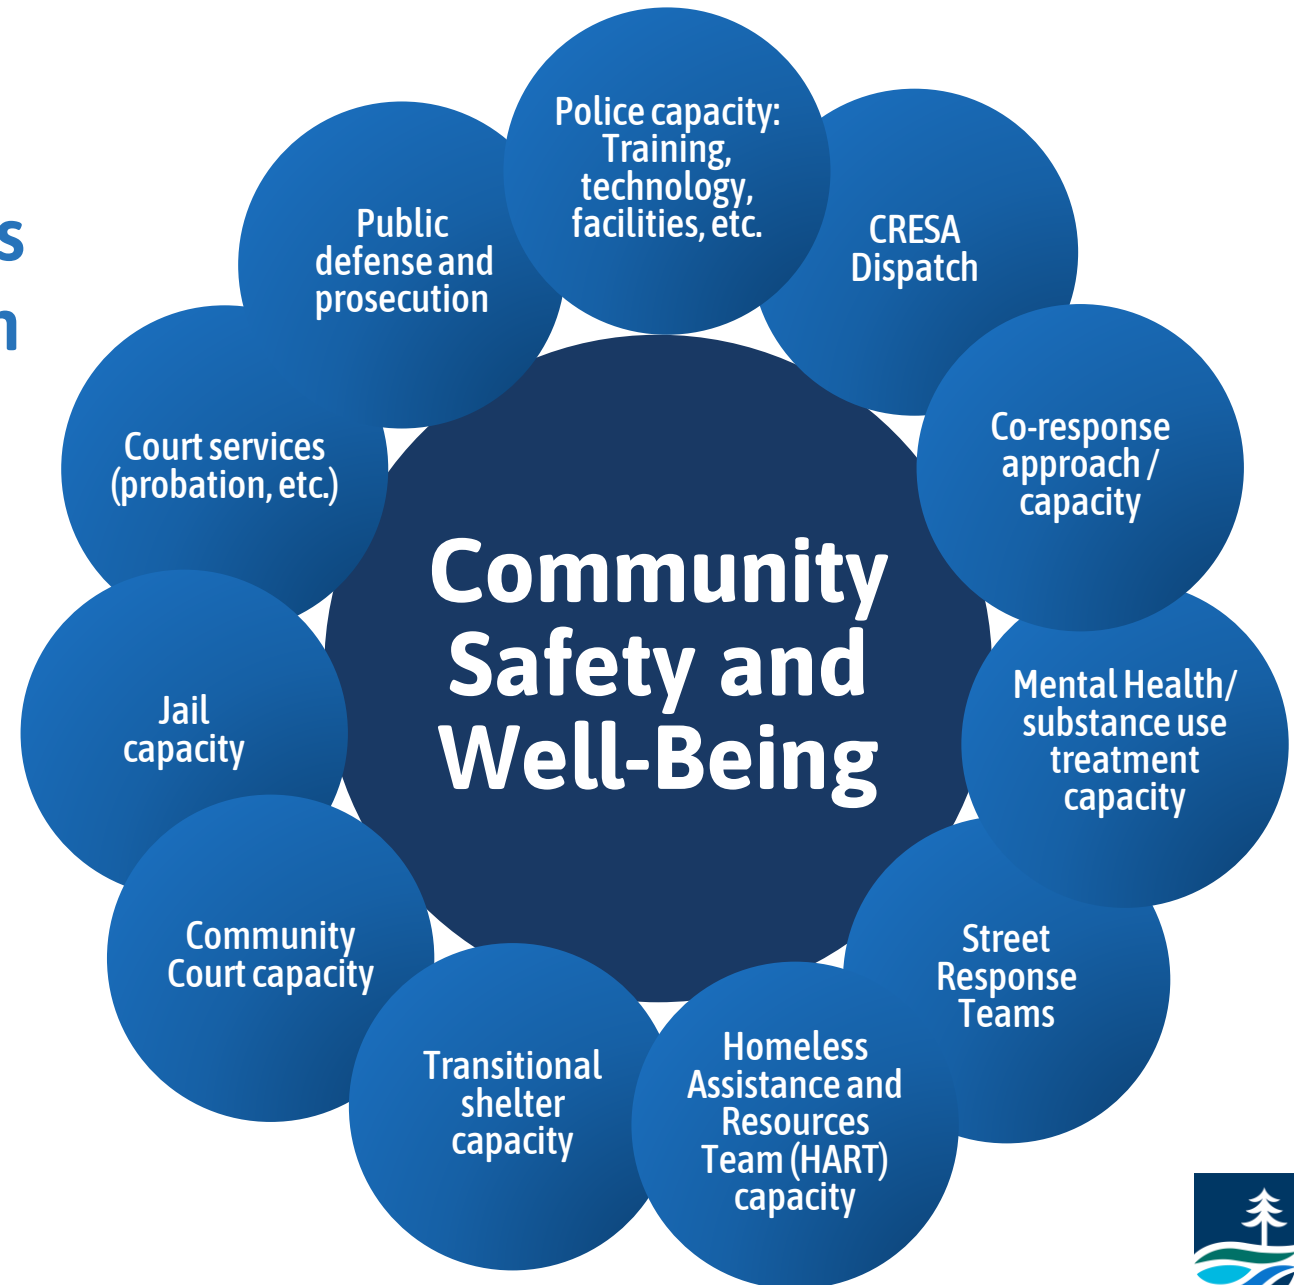 s
n
Police capacity:
Training,
technology,
facilities, etc.
CRESA
Dispatch
Co-response
approach /
capacity
Mental Health/
substance use
treatment
capacity
Street
Response
Teams
Homeless
Assistance and
Resources
Team (HART)
capacity
Transitional
shelter
capacity
Community
Court capacity
Jail
capacity
Court services
(probation, etc.)
Public
defense and
prosecution
Community
Safety and
Well-Being